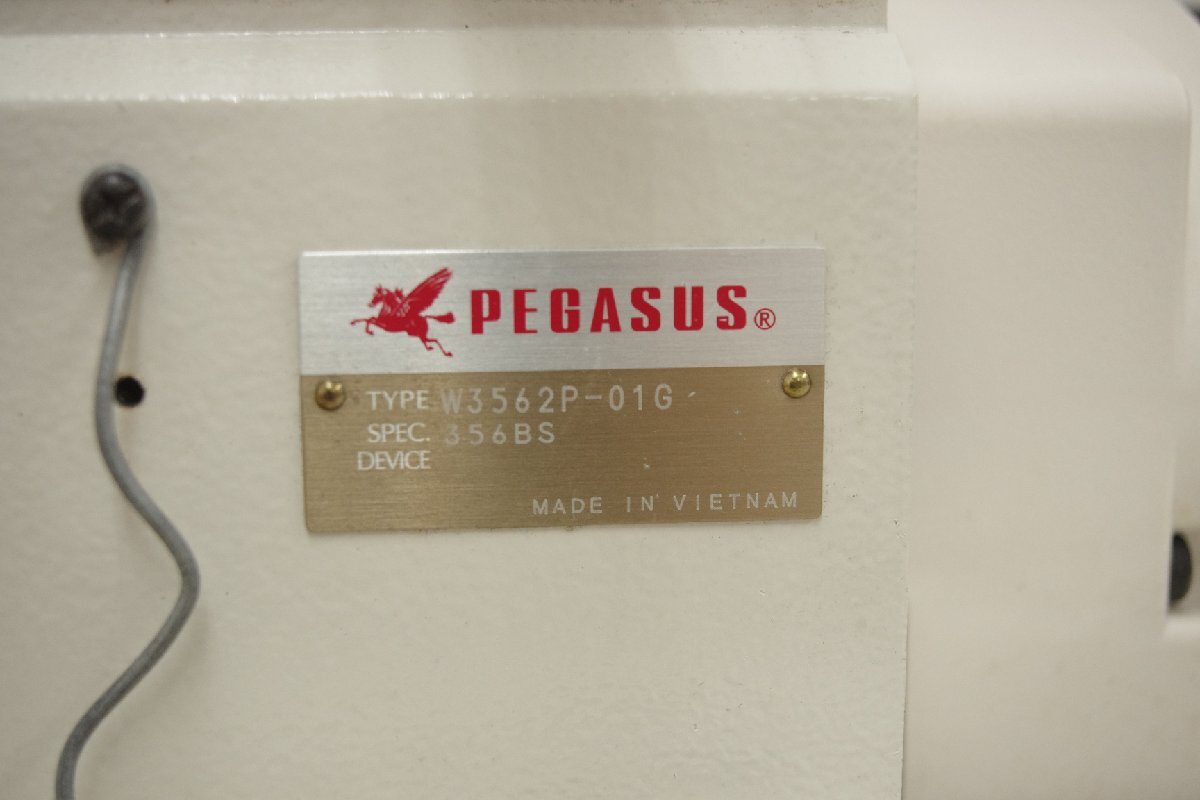 PEGASUS®
TYPE W3562P-01G
SPEC. 356BS
DEVICE
MADE IN VIETNAM